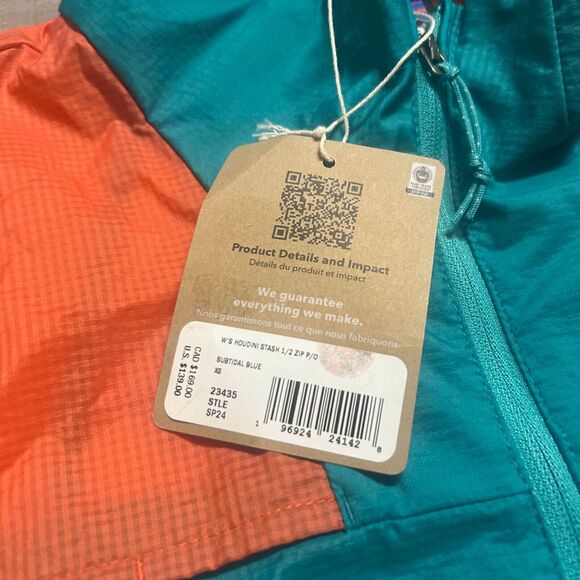 Product Details and Impact
Détails du produit et impact
We guarantee
everything we make.
Nous garantissons tout ce que nous fabriquons.
W'S HOUDINI STASH 1/2 ZIP P/O
SUBTIDAL BLUE
XS
23435
STLE
SP24
CAD $169.00
U.S. $139.00
1 96924 24142 8